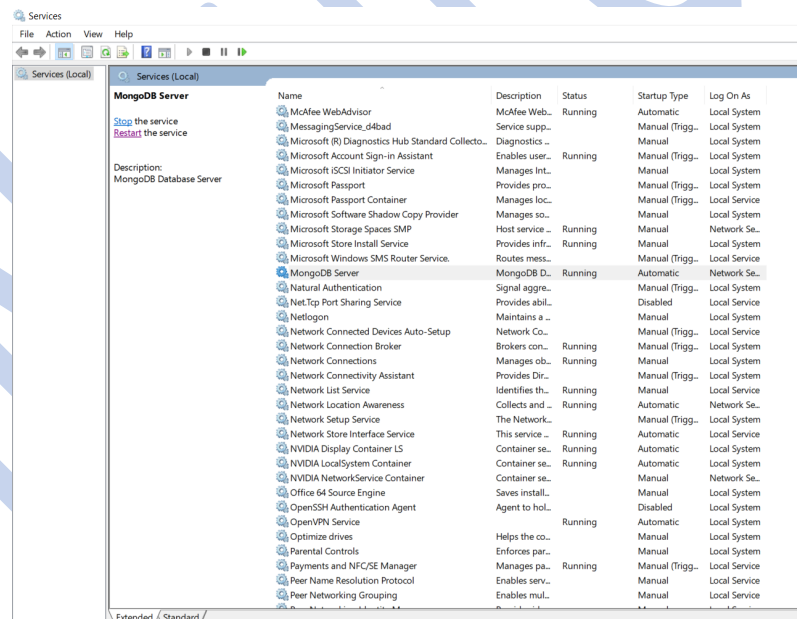 Services
File Action View Help
Services (Local)
Services (Local)
MongoDB Server
Stop the service
Restart the service
Description:
MongoDB Database Server
Name Description Status Startup Type Log On As
McAfee WebAdvisor McAfee Web... Running Automatic Local System
MessagingService_d4bad Service supp... Manual (Trigg... Local System
Microsoft (R) Diagnostics Hub Standard Collecto... Diagnostics ... Manual Local System
Microsoft Account Sign-in Assistant Enables user... Running Manual (Trigg... Local System
Microsoft iSCSI Initiator Service Manages Int... Manual Local System
Microsoft Passport Provides pro... Manual (Trigg... Local System
Microsoft Passport Container Manages loc... Manual (Trigg... Local Service
Microsoft Software Shadow Copy Provider Manages so... Manual Local System
Microsoft Storage Spaces SMP Host service ... Running Manual Network Se...
Microsoft Store Install Service Provides infr... Running Manual Local System
Microsoft Windows SMS Router Service. Routes mess... Manual (Trigg... Local System
MongoDB Server MongoDB D... Running Automatic Network Se...
Natural Authentication Signal aggre... Manual (Trigg... Local System
Net.Tcp Port Sharing Service Provides abil... Disabled Local Service
Netlogon Maintains a ... Manual Local System
Network Connected Devices Auto-Setup Network Co... Manual (Trigg... Local Service
Network Connection Broker Brokers con... Running Manual (Trigg... Local System
Network Connections Manages ob... Running Manual Local System
Network Connectivity Assistant Provides Dir... Manual (Trigg... Local System
Network List Service Identifies th... Running Manual Local Service
Network Location Awareness Collects and ... Running Automatic Network Se...
Network Setup Service The Network... Manual (Trigg... Local System
Network Store Interface Service This service ... Running Automatic Local Service
NVIDIA Display Container LS Container se... Running Automatic Local System
NVIDIA LocalSystem Container Container se... Running Automatic Local System
NVIDIA NetworkService Container Container se... Manual Network Se...
Office 64 Source Engine Saves install... Manual Local System
OpenSSH Authentication Agent Agent to hol... Disabled Local System
OpenVPN Service Running Automatic Local System
Optimize drives Helps the co... Manual Local System
Parental Controls Enforces par... Manual Local System
Payments and NFC/SE Manager Manages pa... Running Manual (Trigg... Local Service
Peer Name Resolution Protocol Enables serv... Manual Local Service
Peer Networking Grouping Enables mul... Manual Local Service
Extended Standard